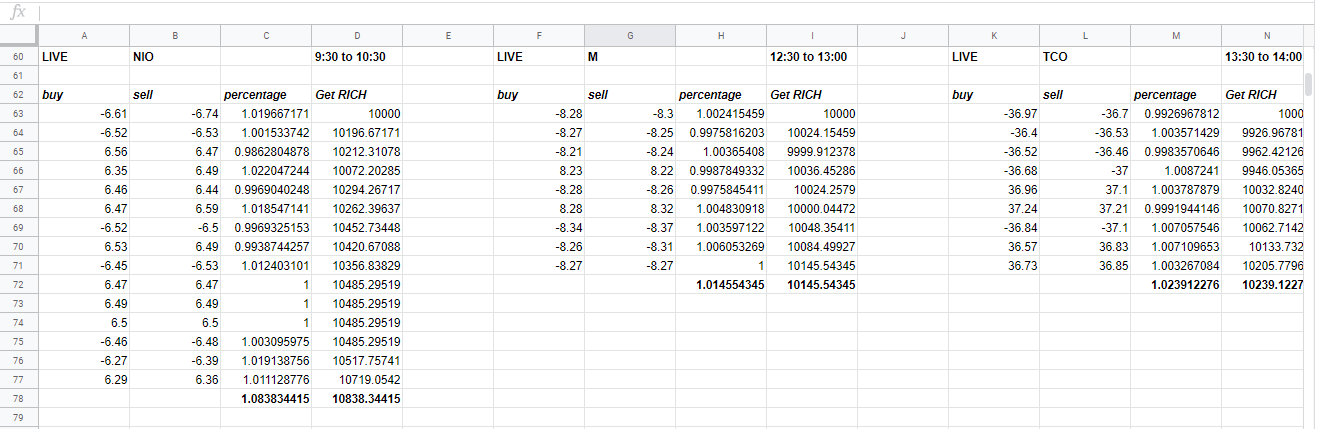 fx
A B C D E F G H I J K L M N
60 LIVE NIO 9:30 to 10:30 LIVE M 12:30 to 13:00 LIVE TCO 13:30 to 14:00
61
62 buy sell percentage Get RICH buy sell percentage Get RICH buy sell percentage Get RICH
63 -6.61 -6.74 1.019667171 10000 -8.28 -8.3 1.002415459 10000 -36.97 -36.7 0.9926967812 1000
64 -6.52 -6.53 1.001533742 10196.67171 -8.27 -8.25 0.9975816203 10024.15459 -36.4 -36.53 1.003571429 9926.96781
65 6.56 6.47 0.9862804878 10212.31078 -8.21 -8.24 1.00365408 9999.912378 -36.52 -36.46 0.9983570646 9962.42126
66 6.35 6.49 1.022047244 10072.20285 8.23 8.22 0.9987849332 10036.45286 -36.68 -37 1.0087241 9946.05365
67 6.46 6.44 0.9969040248 10294.26717 -8.28 -8.26 0.9975845411 10024.2579 36.96 37.1 1.003787879 10032.8240
68 6.47 6.59 1.018547141 10262.39637 8.28 8.32 1.004830918 10000.04472 37.24 37.21 0.9991944146 10070.8271
69 -6.52 -6.5 0.9969325153 10452.73448 -8.34 -8.37 1.003597122 10048.35411 -36.84 -37.1 1.007057546 10062.7142
70 6.53 6.49 0.9938744257 10420.67088 -8.26 -8.31 1.006053269 10084.49927 36.57 36.83 1.007109653 10133.732
71 -6.45 -6.53 1.012403101 10356.83829 -8.27 -8.27 1 10145.54345 36.73 36.85 1.003267084 10205.7796
72 6.47 6.47 1 10485.29519 1.014554345 10145.54345 1.023912276 10239.1227
73 6.49 6.49 1 10485.29519
74 6.5 6.5 1 10485.29519
75 -6.46 -6.48 1.003095975 10485.29519
76 -6.27 -6.39 1.019138756 10517.75741
77 6.29 6.36 1.011128776 10719.0542
78 1.083834415 10838.34415
79